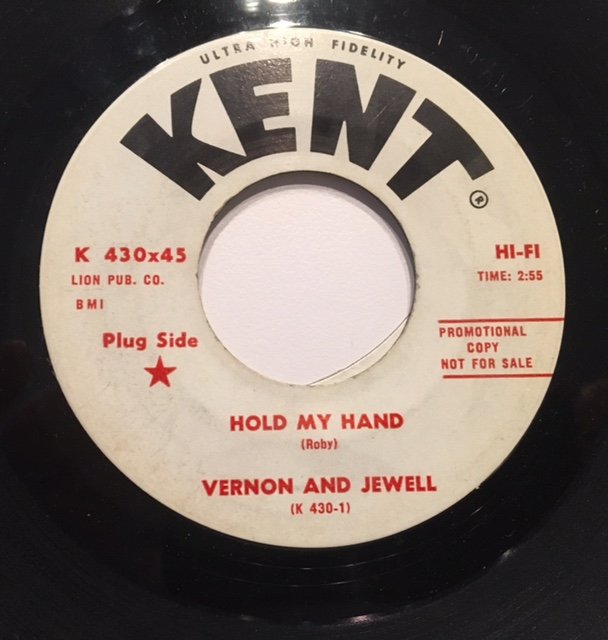 ULTRA HIGH FIDELITY
KENT®
K 430x45
LION PUB. CO.
BMI
HI-FI
TIME: 2:55
Plug Side
PROMOTIONAL
COPY
NOT FOR SALE
HOLD MY HAND
(Roby)
VERNON AND JEWELL
(K 430-1)